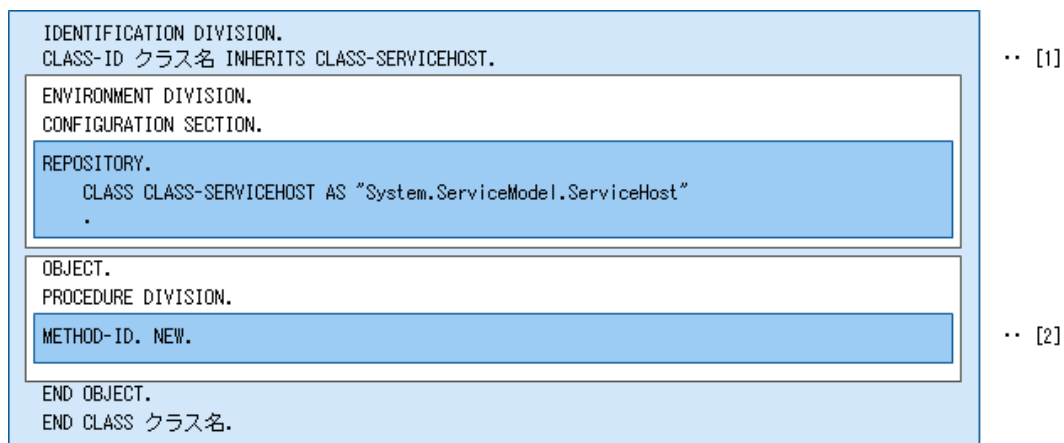 IDENTIFICATION DIVISION.
CLASS-ID クラス名 INHERITS CLASS-SERVICEHOST. ‥ [1]
ENVIRONMENT DIVISION.
CONFIGURATION SECTION.
REPOSITORY.
CLASS CLASS-SERVICEHOST AS "System.ServiceModel.ServiceHost"
.
OBJECT.
PROCEDURE DIVISION.
METHOD-ID. NEW. ‥ [2]
END OBJECT.
END CLASS クラス名.